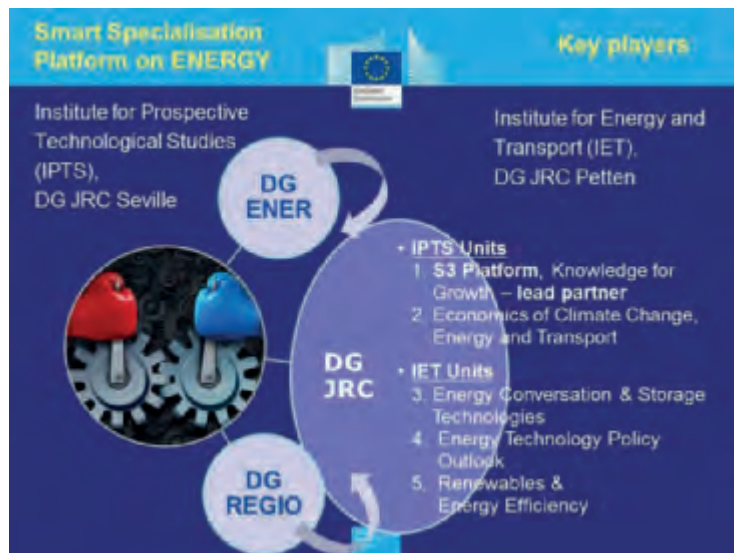 Smart Specialisation
Platform on ENERGY
Key players
Institute for Prospective
Technological Studies
(IPTS),
DG JRC Seville
Institute for Energy and
Transport (IET),
DG JRC Petten
DG
ENER
• IPTS Units
1. S3 Platform, Knowledge for
Growth – lead partner
2. Economics of Climate Change,
Energy and Transport
DG
JRC
• IET Units
3. Energy Conversation & Storage
Technologies
4. Energy Technology Policy
Outlook
5. Renewables &
Energy Efficiency
DG
REGIO